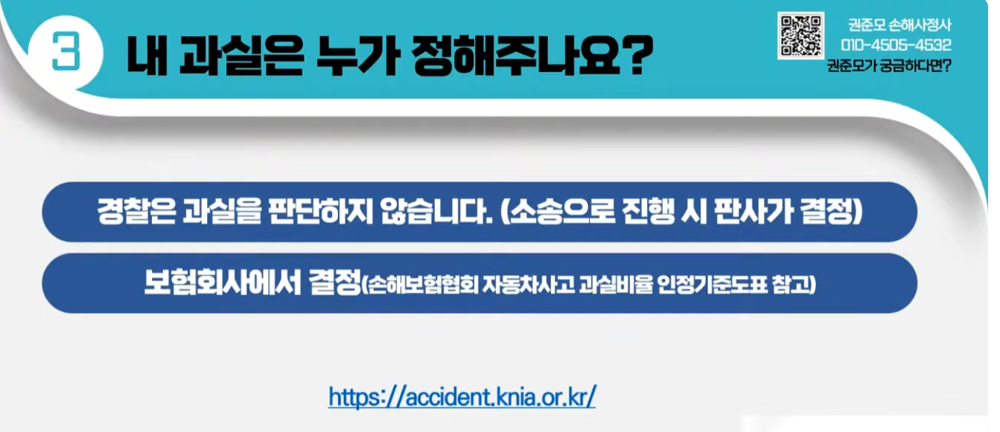 3
내 과실은 누가 정해주나요?
권준모 손해사정사
010-4505-4532
권준모가 궁금하다면?
경찰은 과실을 판단하지 않습니다. (소송으로 진행 시 판사가 결정)
보험회사에서 결정(손해보험협회 자동차사고 과실비율 인정기준도표 참고)
https://accident.knia.or.kr/